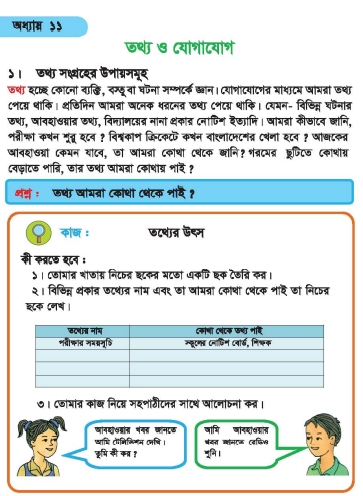 অধ্যায় ১১
তথ্য ও যোগাযোগ
১। তথ্য সংগ্রহের উপায়সমূহ
তথ্য হচ্ছে কোনো ব্যক্তি, বস্তু বা ঘটনা সম্পর্কে জ্ঞান। যোগাযোগের মাধ্যমে আমরা তথ্য
পেয়ে থাকি। প্রতিদিন আমরা অনেক ধরনের তথ্য পেয়ে থাকি। যেমন- বিভিন্ন ঘটনার
তথ্য, আবহাওয়ার তথ্য, বিদ্যালয়ের নানা প্রকার নোটিশ ইত্যাদি। আমরা কীভাবে জানি,
পরীক্ষা কখন শুরু হবে ? বিশ্বকাপ ক্রিকেটে কখন বাংলাদেশের খেলা হবে ? আজকের
আবহাওয়া কেমন যাবে, তা আমরা কোথা থেকে জানি ? গরমের ছুটিতে কোথায়
বেড়াতে পারি, তার তথ্য আমরা কোথায় পাই ?
প্রশ্ন : তথ্য আমরা কোথা থেকে পাই ?
কাজ : তথ্যের উৎস
কী করতে হবে :
১। তোমার খাতায় নিচের ছকের মতো একটি ছক তৈরি কর।
২। বিভিন্ন প্রকার তথ্যের নাম এবং তা আমরা কোথা থেকে পাই তা নিচের
ছকে লেখ।
তথ্যের নাম কোথা থেকে তথ্য পাই
পরীক্ষার সময়সূচি স্কুলের নোটিশ বোর্ড, শিক্ষক
৩। তোমার কাজ নিয়ে সহপাঠীদের সাথে আলোচনা কর।
আবহাওয়ার খবর জানতে
আমি টেলিভিশন দেখি।
তুমি কী কর ?
আমি আবহাওয়ার
খবর জানতে রেডিও
শুনি।